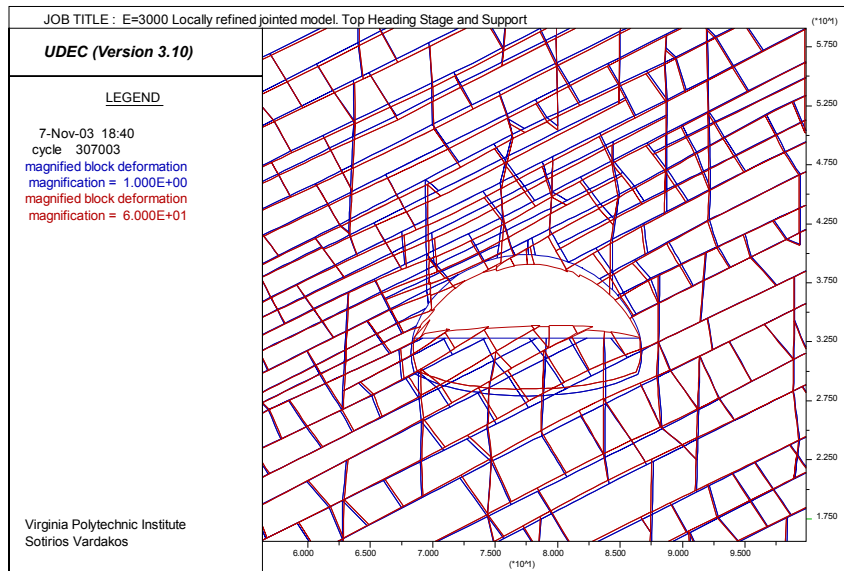 JOB TITLE : E=3000 Locally refined jointed model. Top Heading Stage and Support
(*10^1)
UDEC (Version 3.10)
LEGEND
7-Nov-03 18:40
cycle 307003
magnified block deformation
magnification = 1.000E+00
magnified block deformation
magnification = 6.000E+01
Virginia Polytechnic Institute
Sotirios Vardakos
5.750
5.250
4.750
4.250
3.750
3.250
2.750
2.250
1.750
6.000 6.500 7.000 7.500 8.000 8.500 9.000 9.500
(*10^1)